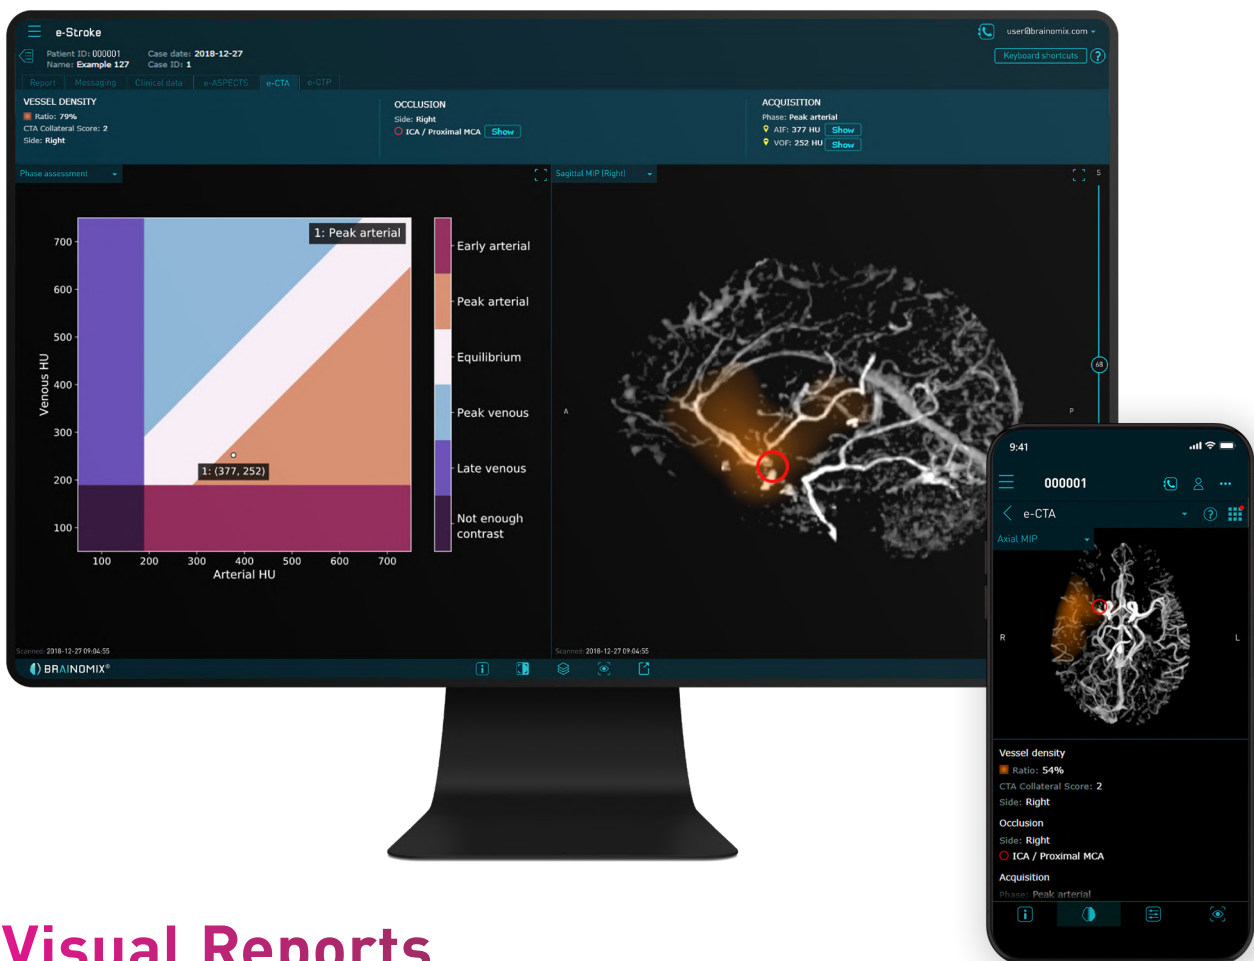 e-Stroke
user@brainomix.com
Patient ID: 000001 Case date: 2018-12-27
Name: Example 127 Case ID: 1
Keyboard shortcuts ?
Report Messaging Clinical data e-ASPECTS e-CTA e-CTP
VESSEL DENSITY
Ratio: 79%
CTA Collateral Score: 2
Side: Right
OCCLUSION
Side: Right
ICA / Proximal MCA Show
ACQUISITION
Phase: Peak arterial
AIF: 377 HU Show
VOF: 252 HU Show
Phase assessment
Sagittal MIP (Right)
S
1: Peak arterial
700
600
500
400
300
200
100
Venous HU
1: (377, 252)
100 200 300 400 500 600 700
Arterial HU
Early arterial
Peak arterial
Equilibrium
Peak venous
Late venous
Not enough
contrast
A
P
68
Scanned: 2018-12-27 09:04:55
Scanned: 2018-12-27 09:04:55
BRAINOMIX®
9:41
000001
e-CTA
?
Axial MIP
R
L
Vessel density
Ratio: 54%
CTA Collateral Score: 2
Side: Right
Occlusion
Side: Right
ICA / Proximal MCA
Acquisition
Phase: Peak arterial
Visual Reports